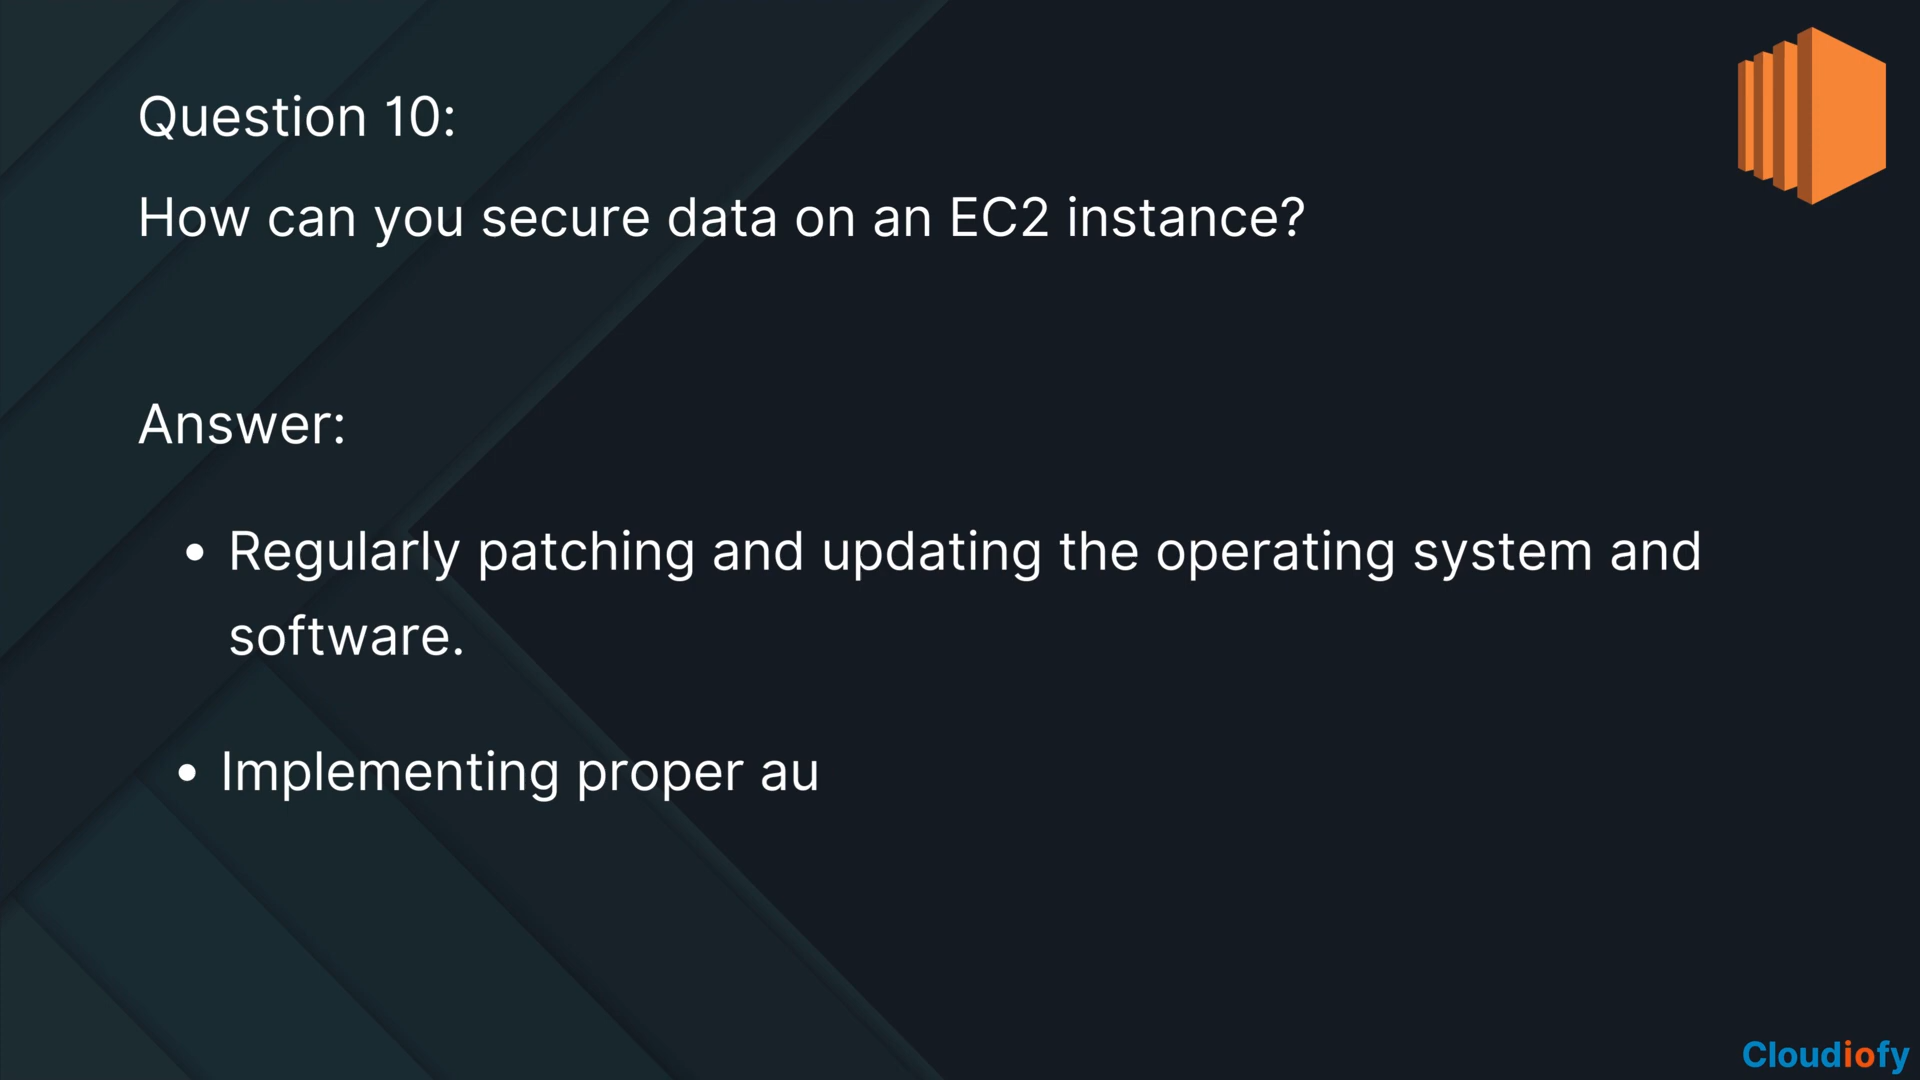 Question 10:
How can you secure data on an EC2 instance?
Answer:
• Regularly patching and updating the operating system and
software.
• Implementing proper au
Cloudiofy